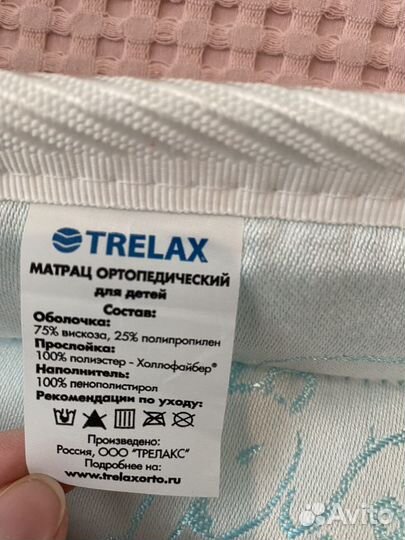 TRELAX
МАТРАЦ ОРТОПЕДИЧЕСКИЙ
для детей
Состав:
Оболочка:
75% вискоза, 25% полипропилен
Прослойка:
100% полиэстер - Холлофайбер®
Наполнитель:
100% пенополистирол
Рекомендации по уходу:
Произведено:
Россия, ООО "ТРЕЛАКС"
Подробнее на:
www.trelaxorto.ru
Avito